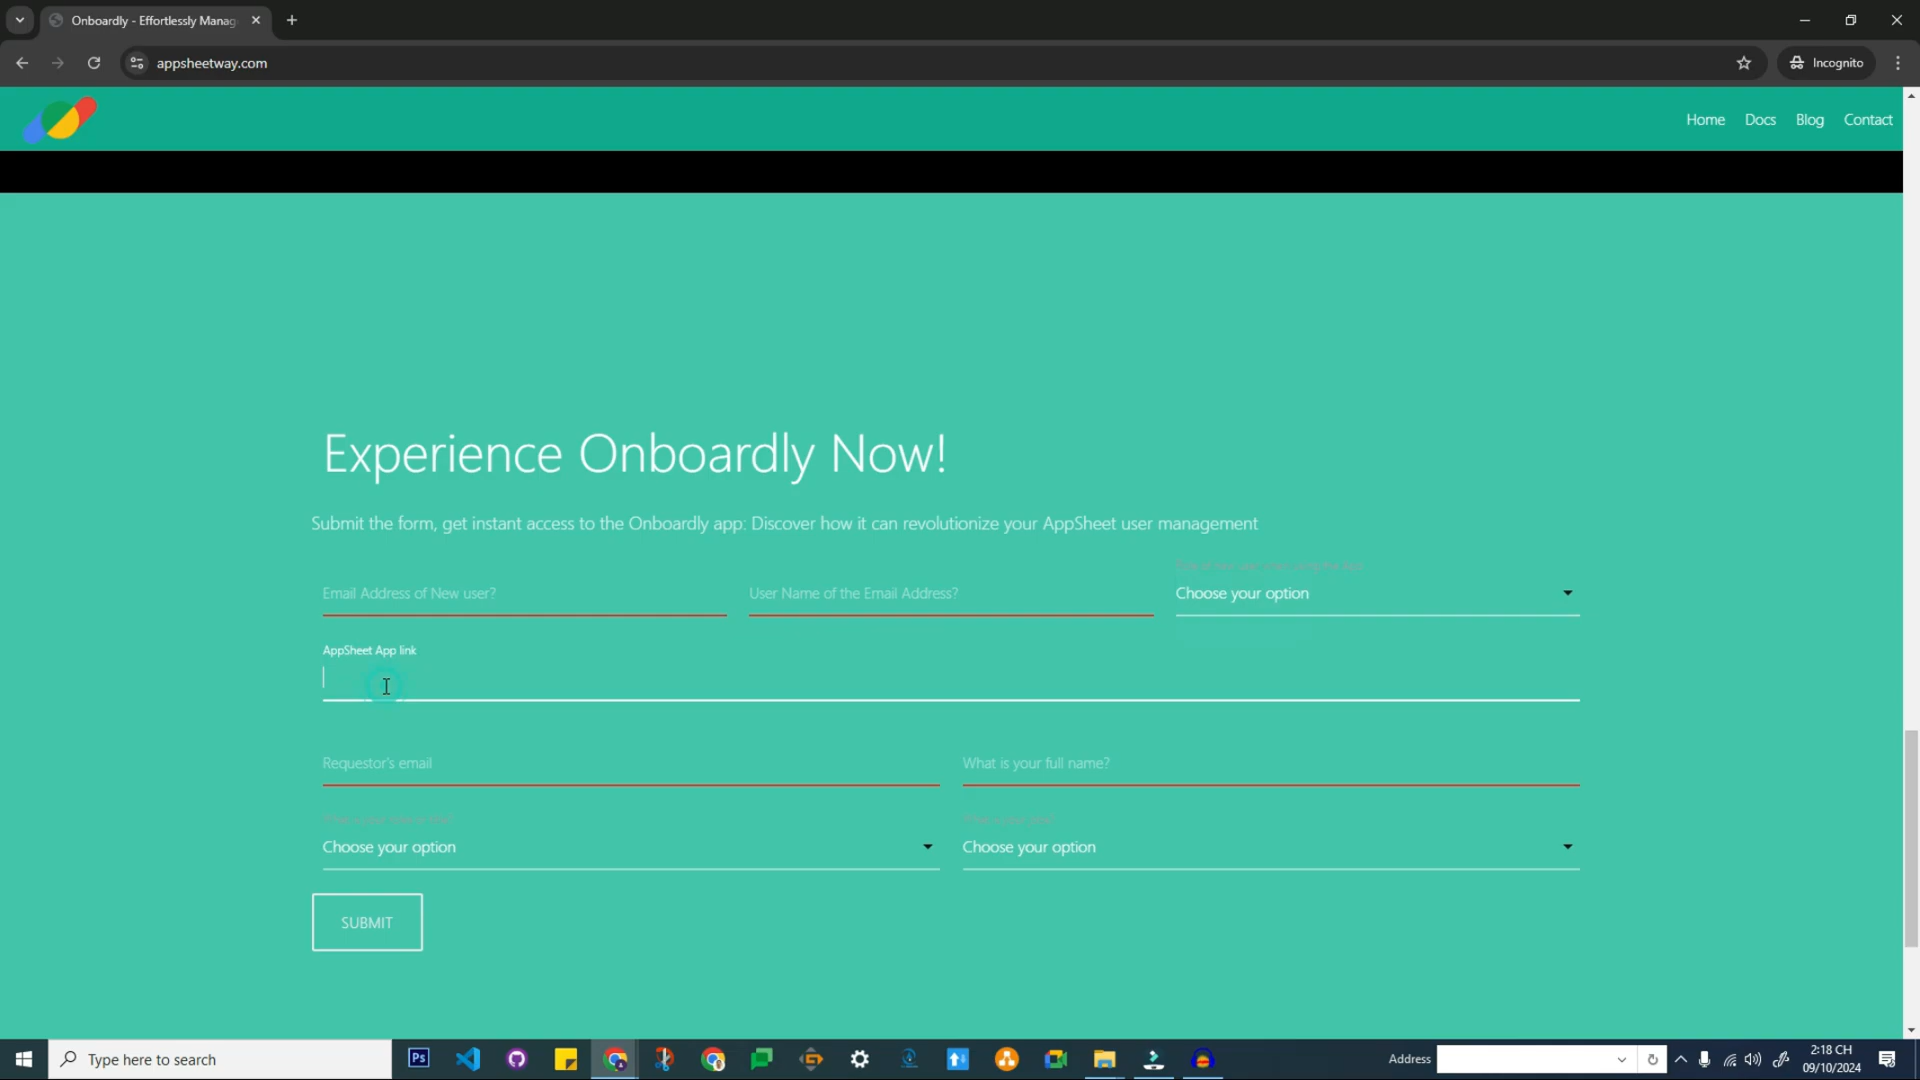 Onboardly - Effortlessly Manag
appsheetway.com
Incognito
Home Docs Blog Contact
Experience Onboardly Now!
Submit the form, get instant access to the Onboardly app: Discover how it can revolutionize your AppSheet user management
Email Address of New user? User Name of the Email Address? Choose your option
AppSheet App link
Requestor's email What is your full name?
Choose your option Choose your option
SUBMIT
Type here to search
Ps
Address
2:18 CH
09/10/2024